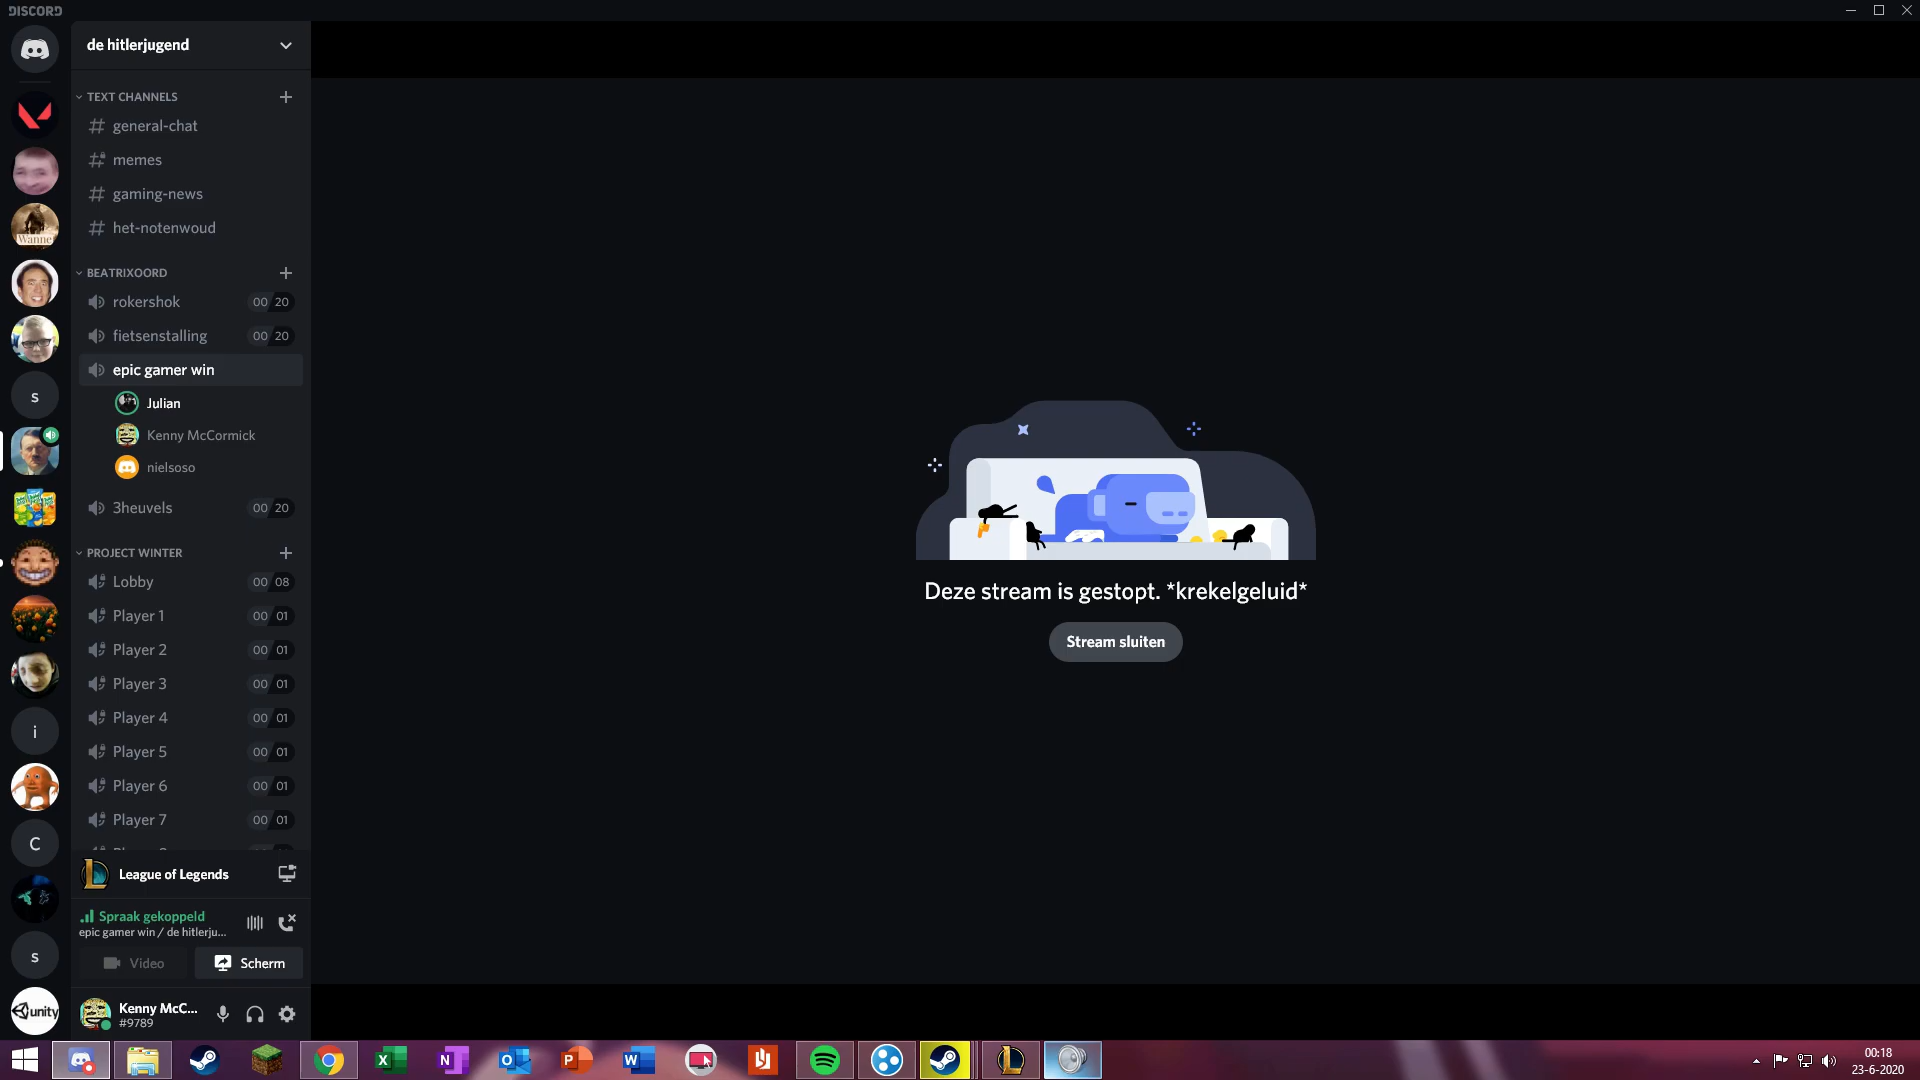 DISCORD
de hitlerjugend
TEXT CHANNELS
general-chat
memes
gaming-news
het-notenwoud
BEATRIXOORD
rokershok 00 20
fietsenstalling 00 20
epic gamer win
Julian
Kenny McCormick
nielsoso
3heuvels 00 20
PROJECT WINTER
Lobby 00 08
Player 1 00 01
Player 2 00 01
Player 3 00 01
Player 4 00 01
Player 5 00 01
Player 6 00 01
Player 7 00 01
League of Legends
Spraak gekoppeld
epic gamer win / de hitlerju...
Video
Scherm
Kenny McC...
#9789
Wanne
s
i
C
s
unity
Deze stream is gestopt. *krekelgeluid*
Stream sluiten
00:18
23-6-2020